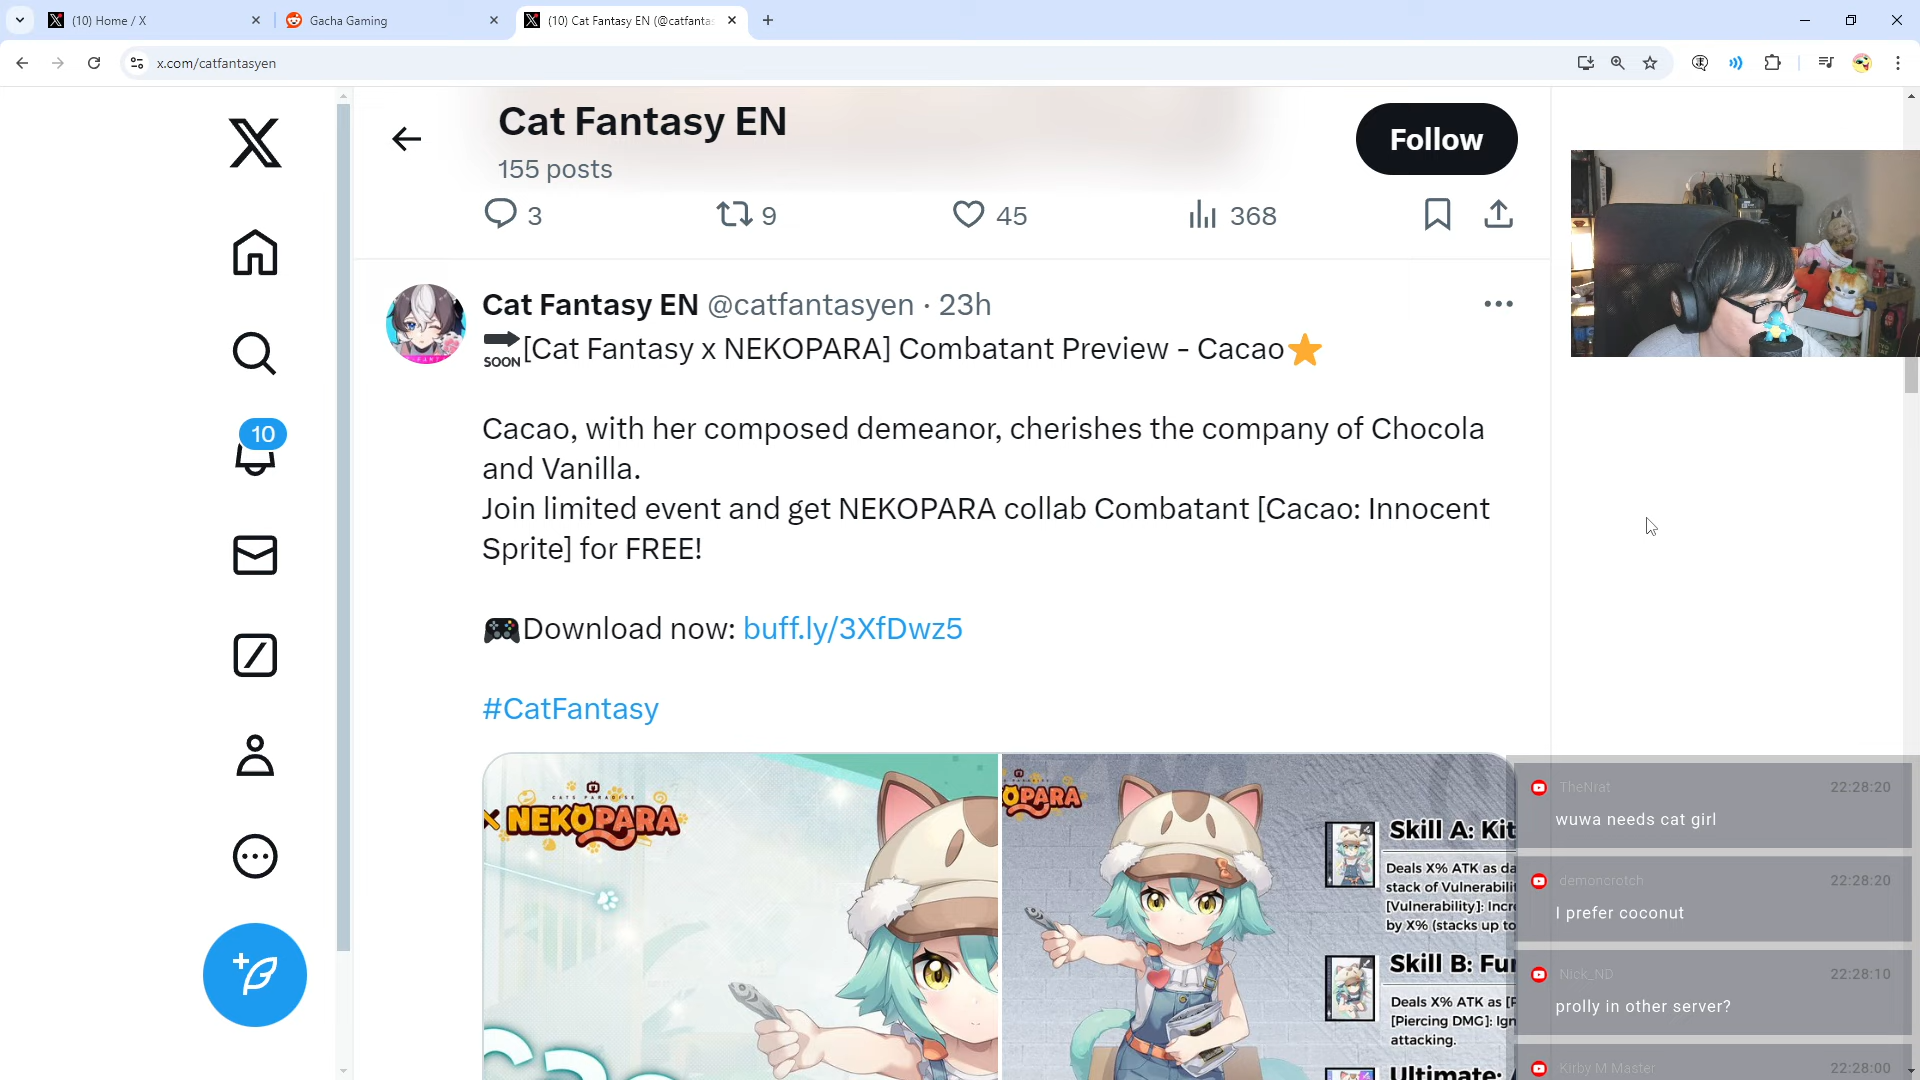 (10) Home / X
Gacha Gaming
(10) Cat Fantasy EN (@catfantas
x.com/catfantasyen
Cat Fantasy EN
155 posts
Follow
3
9
45
368
10
Cat Fantasy EN @catfantasyen · 23h
SOON [Cat Fantasy x NEKOPARA] Combatant Preview - Cacao⭐
Cacao, with her composed demeanor, cherishes the company of Chocola
and Vanilla.
Join limited event and get NEKOPARA collab Combatant [Cacao: Innocent
Sprite] for FREE!
🎮Download now: buff.ly/3XfDwz5
#CatFantasy
CATS PARADISE
X NEKOPARA
OPARA
Skill A: Kit
Deals X% ATK as da
stack of Vulnerabili
[Vulnerability]: Incre
by X% (stacks up to
Skill B: Fu
Deals X% ATK as [P
[Piercing DMG]: Ign
attacking.
Ultimate:
TheNrat 22:28:20
wuwa needs cat girl
demoncrotch 22:28:20
I prefer coconut
Nick_ND 22:28:10
prolly in other server?
Kirby M Master 22:28:00